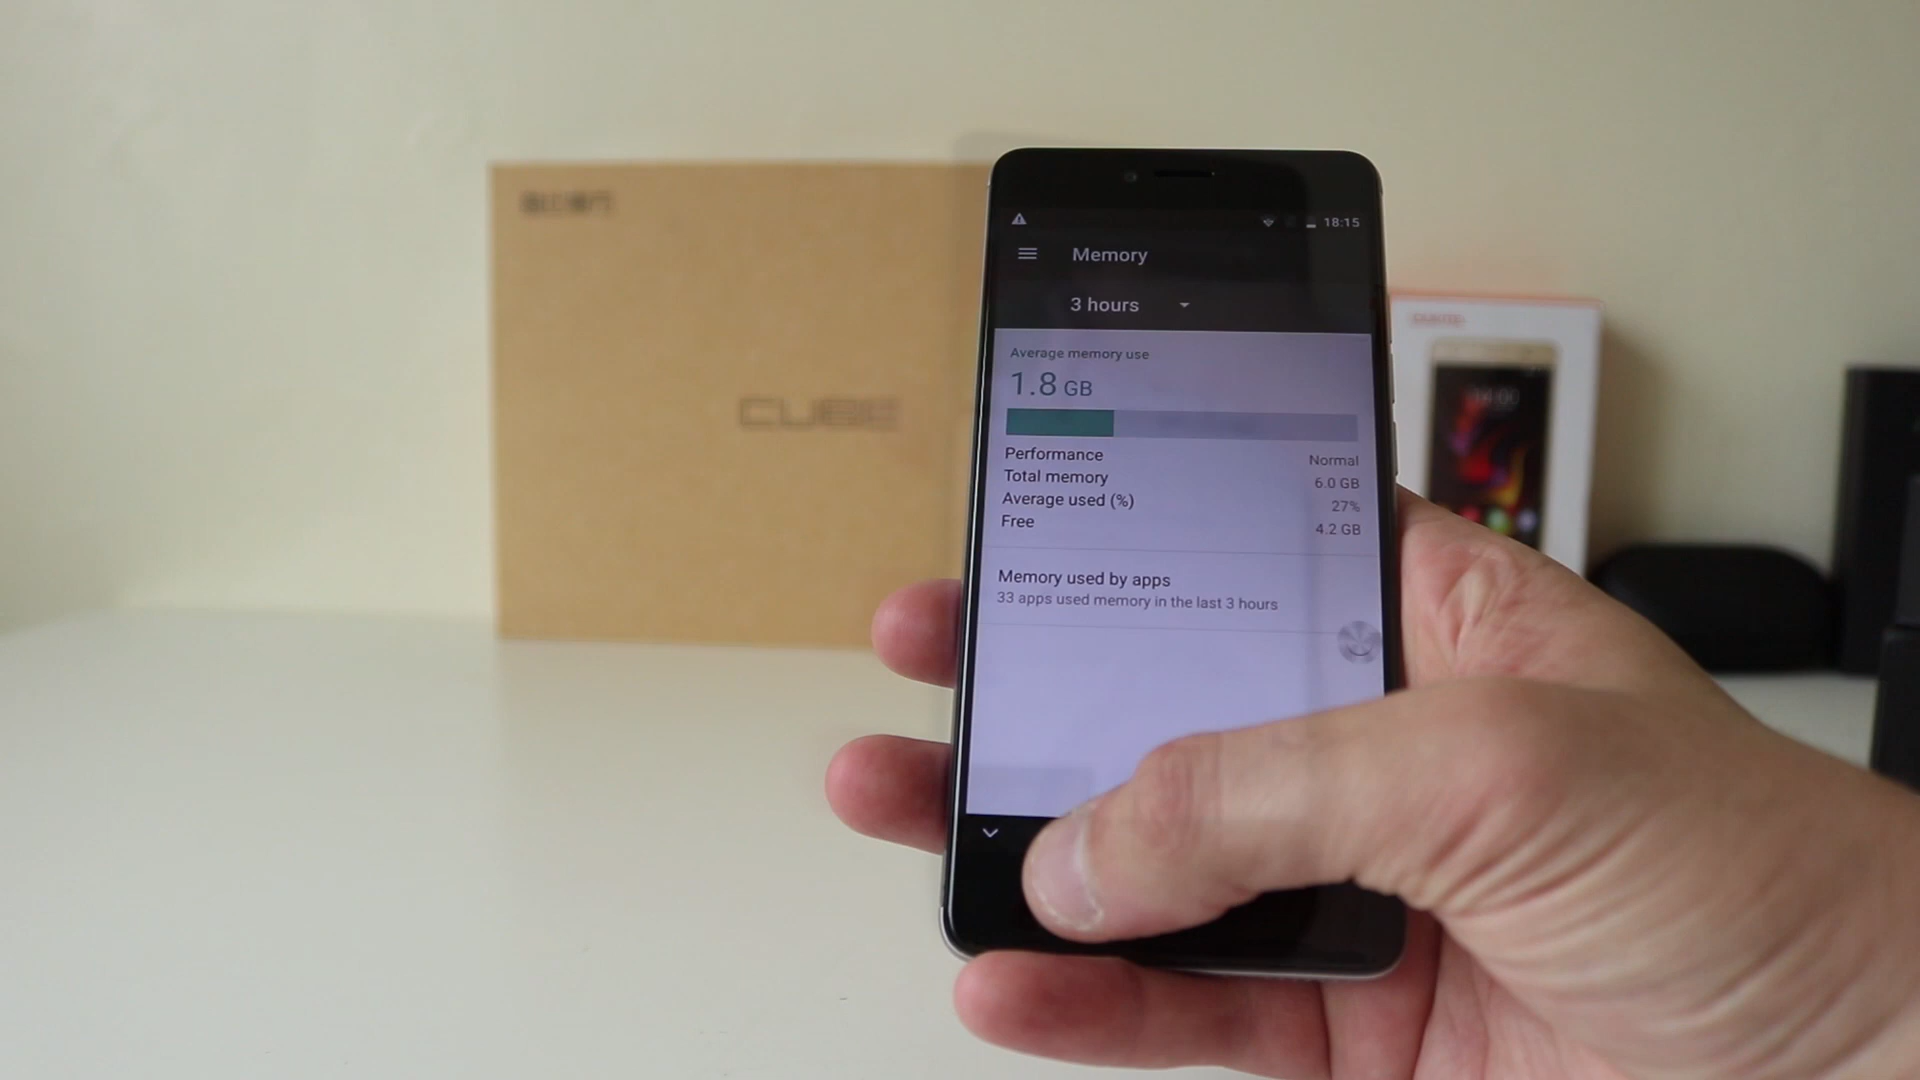 CUBE
18:15
Memory
3 hours
Average memory use
1.8 GB
Performance Normal
Total memory 6.0 GB
Average used (%) 27%
Free 4.2 GB
Memory used by apps
33 apps used memory in the last 3 hours